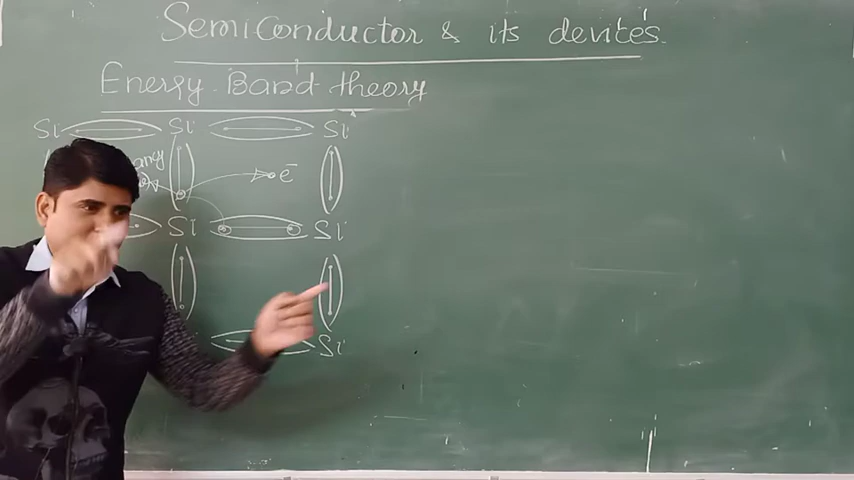 Semiconductor & its devices.
Energy Band theory
Si Si Si
e⁻
Si Si
Si